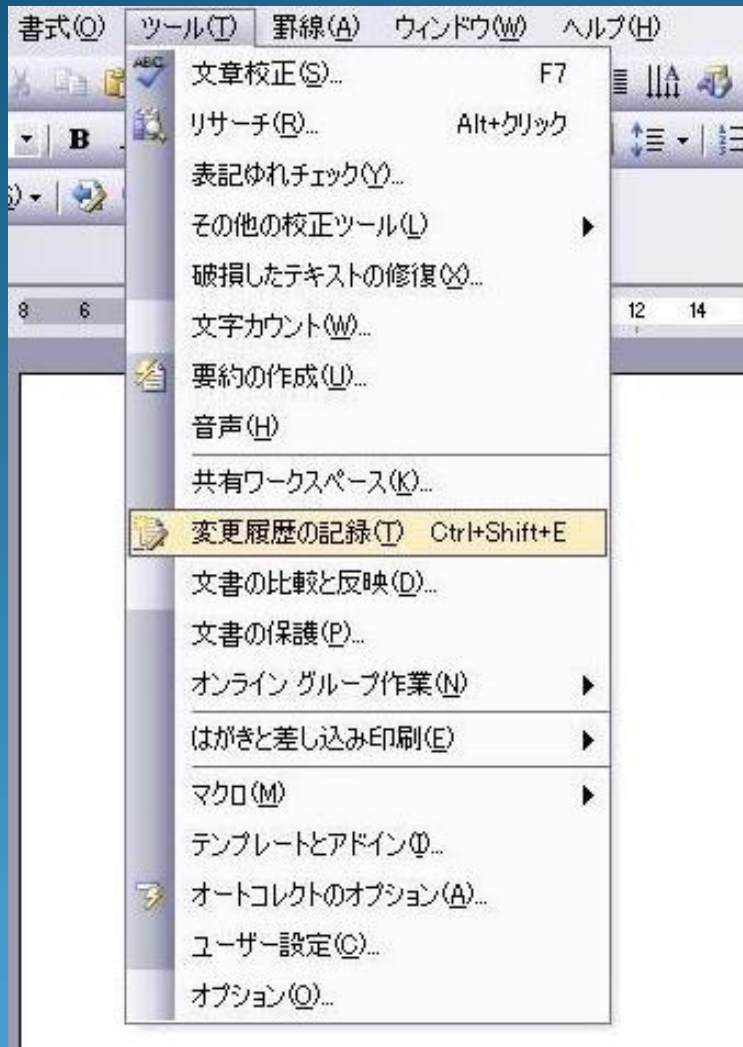 書式(O) ツール(T) 罫線(A) ウィンドウ(W) ヘルプ(H)
ABC 文章校正(S)... F7
リサーチ(R)... Alt+クリック
B
表記ゆれチェック(Y)...
その他の校正ツール(L)
破損したテキストの修復(X)...
8 6 文字カウント(W)... 12 14
要約の作成(U)...
音声(H)
共有ワークスペース(K)...
変更履歴の記録(T) Ctrl+Shift+E
文書の比較と反映(D)...
文書の保護(P)...
オンライン グループ作業(N)
はがきと差し込み印刷(E)
マクロ(M)
テンプレートとアドイン(I)...
オートコレクトのオプション(A)...
ユーザー設定(C)...
オプション(O)...